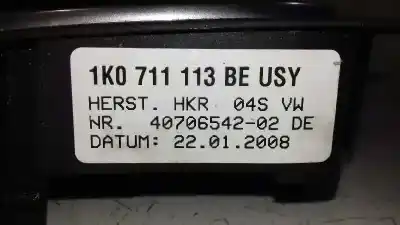 1K0 711 113 BE USY
HERST. HKR 04S VW
NR. 40706542-02 DE
DATUM: 22.01.2008